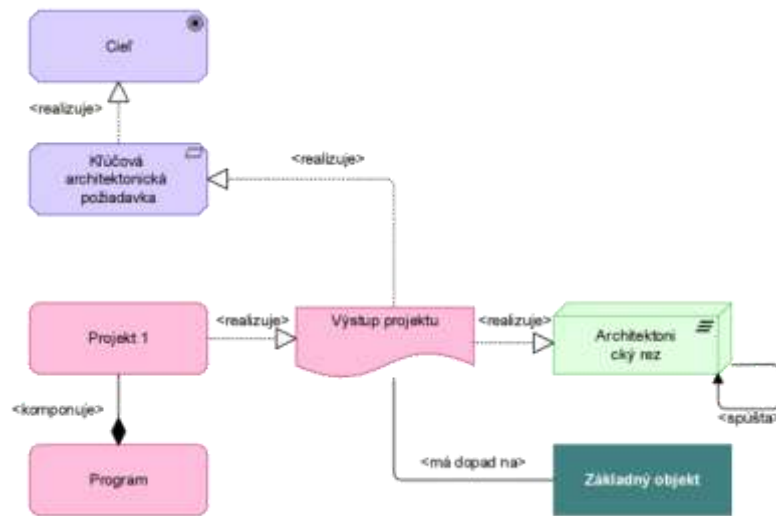 Cieľ
<realizuje>
Kľúčová
architektonická
požiadavka
<realizuje>
Projekt 1
<realizuje>
Výstup projektu
<realizuje>
Architektoni
cký rez
<spúšťa>
<komponuje>
Program
<má dopad na>
Základný objekt